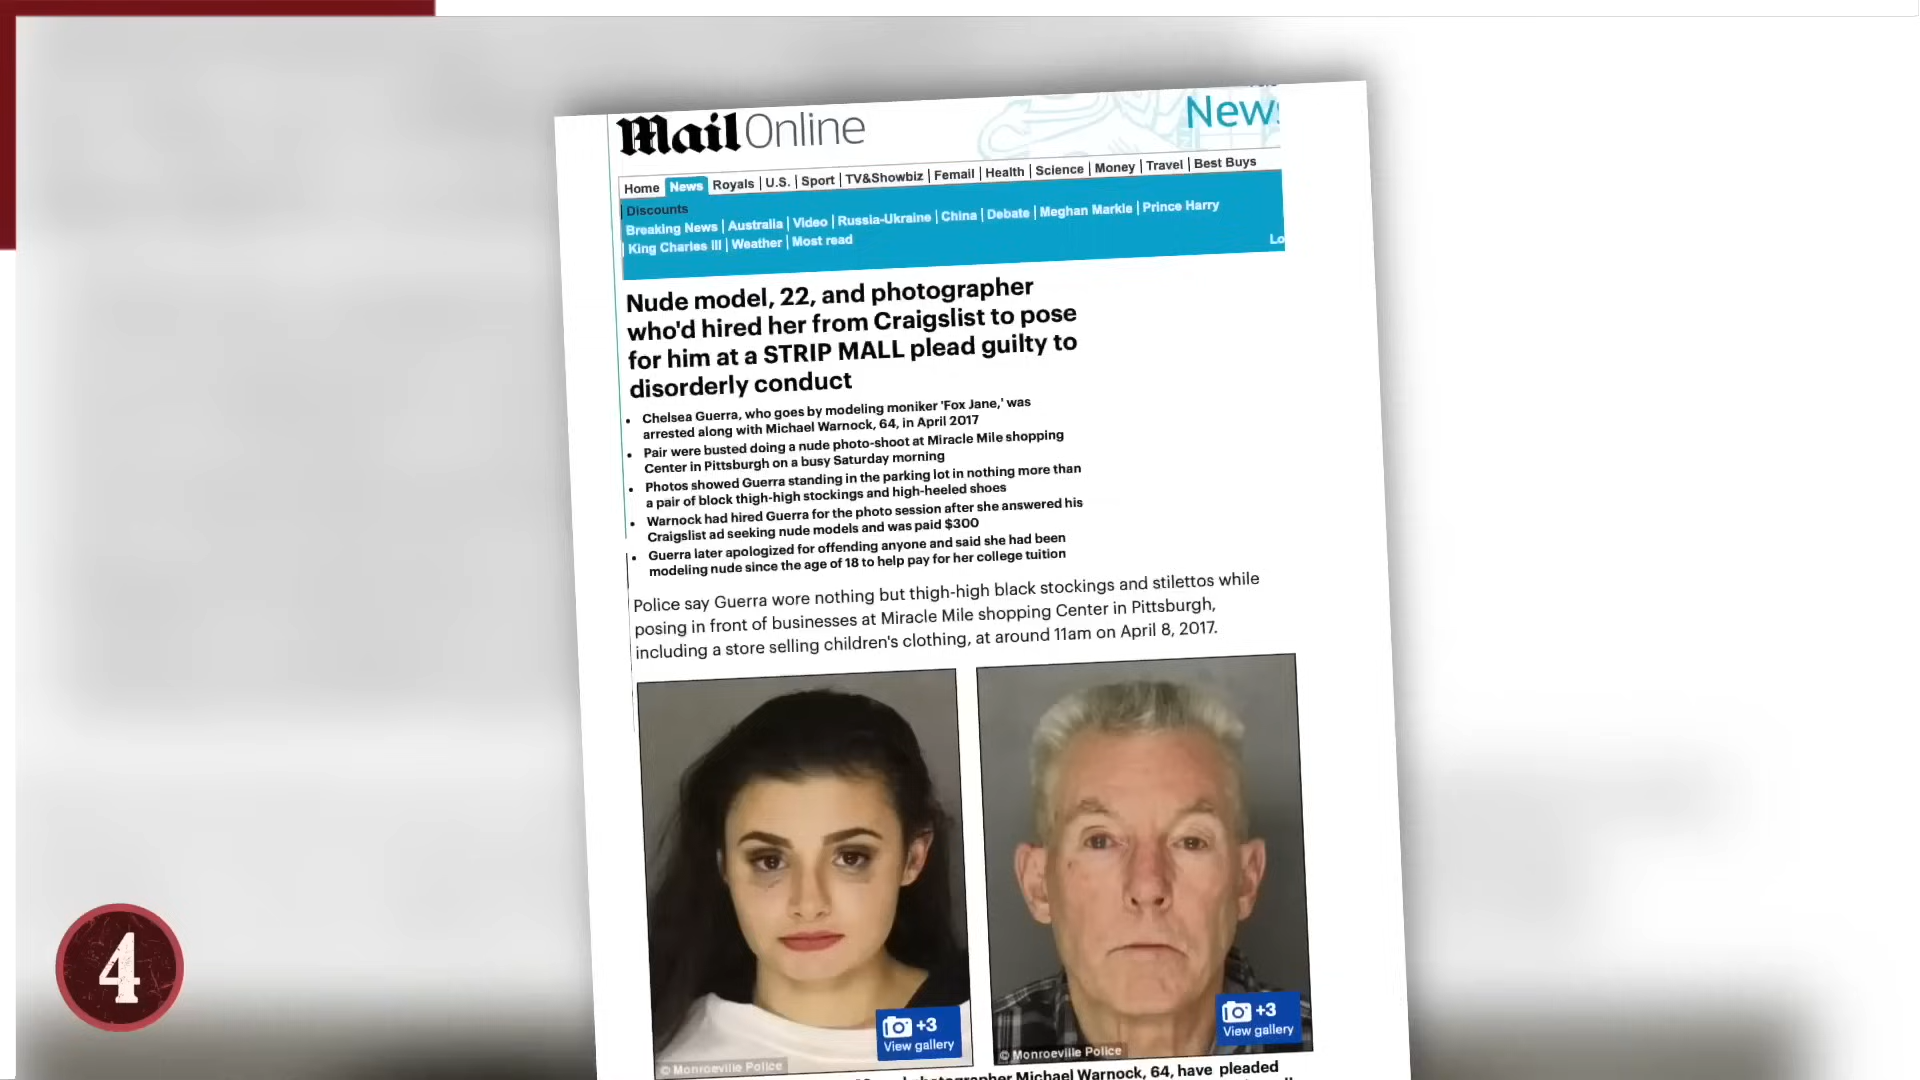 Mail Online
News
Home News Royals U.S. Sport TV&Showbiz Femail Health Science Money Travel Best Buys
Discounts
Breaking News Australia Video Russia-Ukraine China Debate Meghan Markle Prince Harry
King Charles III Weather Most read
Lo
Nude model, 22, and photographer
who'd hired her from Craigslist to pose
for him at a STRIP MALL plead guilty to
disorderly conduct
• Chelsea Guerra, who goes by modeling moniker 'Fox Jane,' was
arrested along with Michael Warnock, 64, in April 2017
• Pair were busted doing a nude photo-shoot at Miracle Mile shopping
Center in Pittsburgh on a busy Saturday morning
• Photos showed Guerra standing in the parking lot in nothing more than
a pair of block thigh-high stockings and high-heeled shoes
• Warnock had hired Guerra for the photo session after she answered his
Craigslist ad seeking nude models and was paid $300
• Guerra later apologized for offending anyone and said she had been
modeling nude since the age of 18 to help pay for her college tuition
Police say Guerra wore nothing but thigh-high black stockings and stilettos while
posing in front of businesses at Miracle Mile shopping Center in Pittsburgh,
including a store selling children's clothing, at around 11am on April 8, 2017.
+3
View gallery
© Monroeville Police
+3
View gallery
© Monroeville Police
photographer Michael Warnock, 64, have pleaded
4